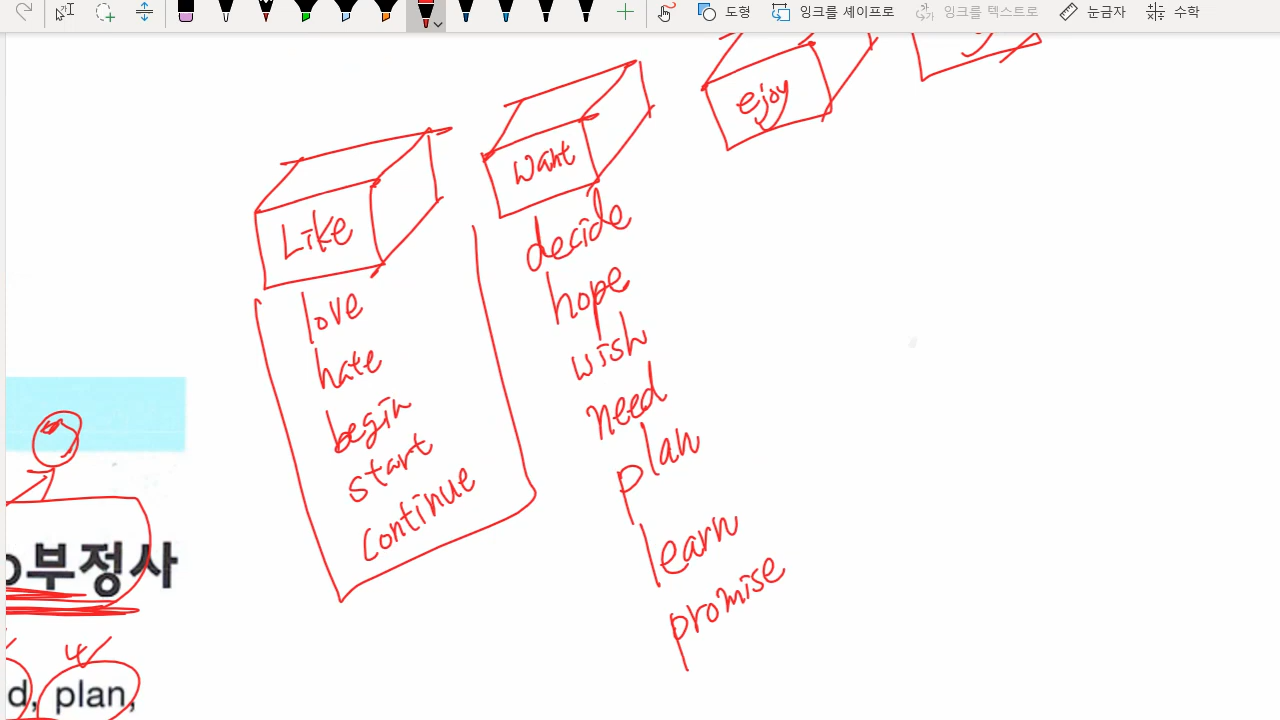 도형
잉크를 셰이프로
잉크를 텍스트로
눈금자
수학
ejoy
want
Like
decide
hope
wish
need
plan
learn
promise
love
hate
begin
start
continue
부정사
4
d, plan,